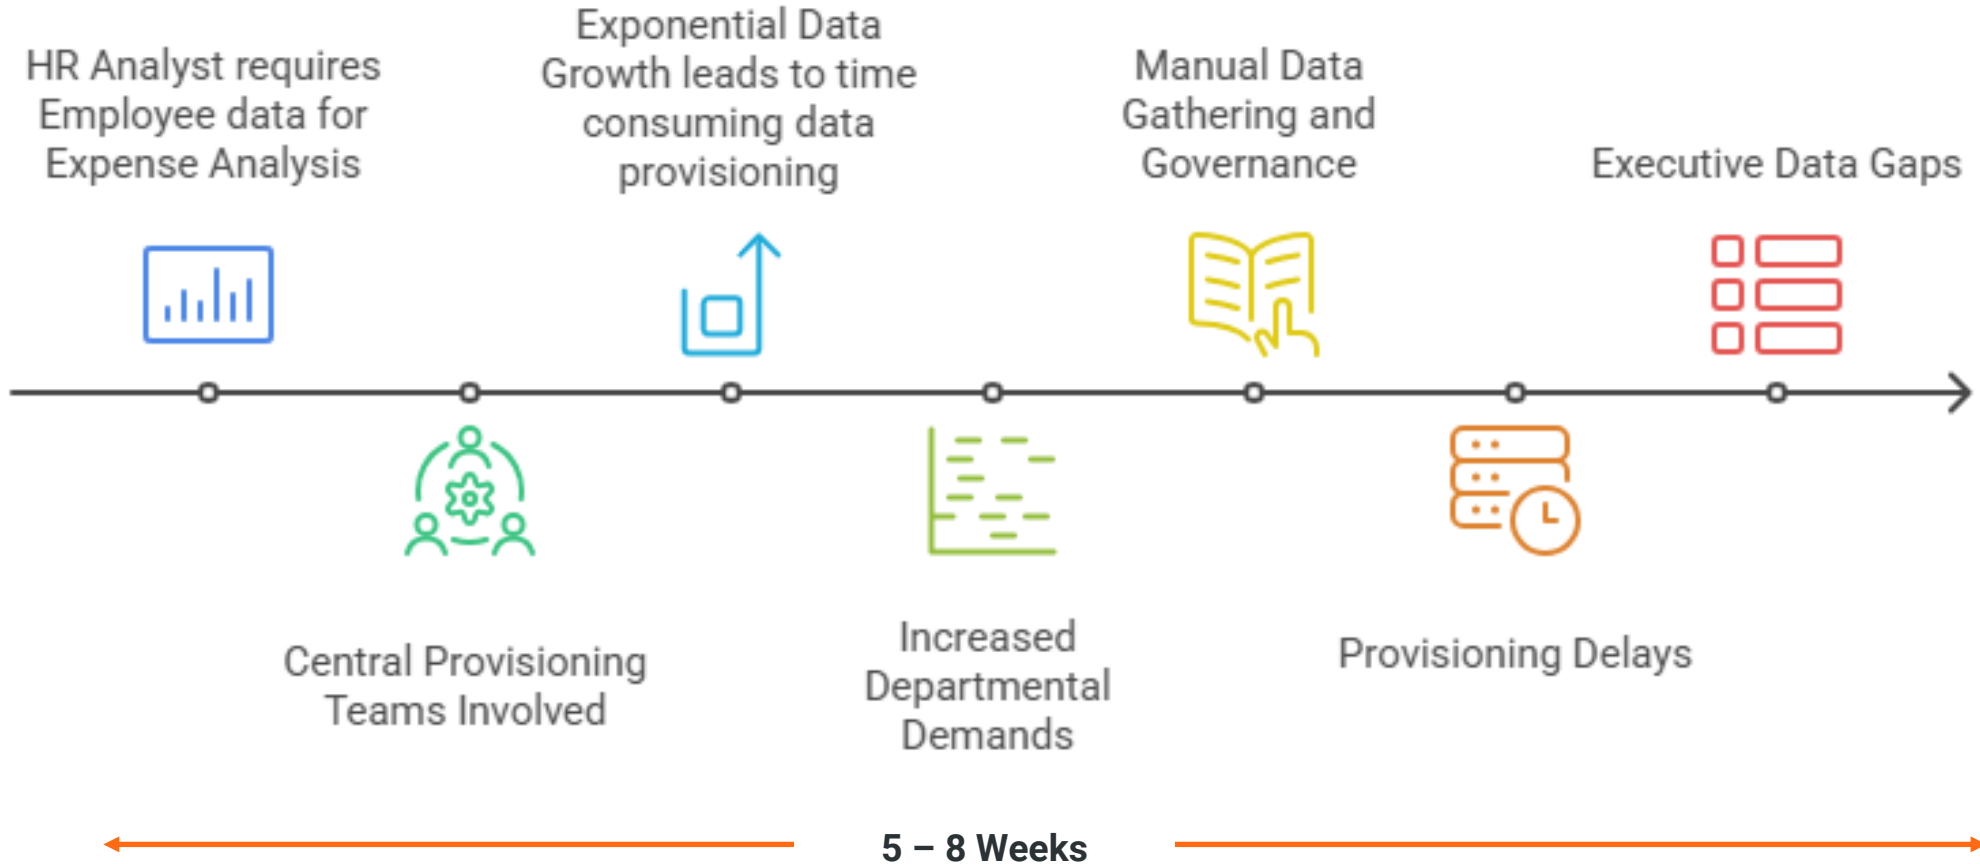 HR Analyst requires
Employee data for
Expense Analysis
Central Provisioning
Teams Involved
Exponential Data
Growth leads to time
consuming data
provisioning
Increased
Departmental
Demands
Manual Data
Gathering and
Governance
Provisioning Delays
Executive Data Gaps
5 – 8 Weeks